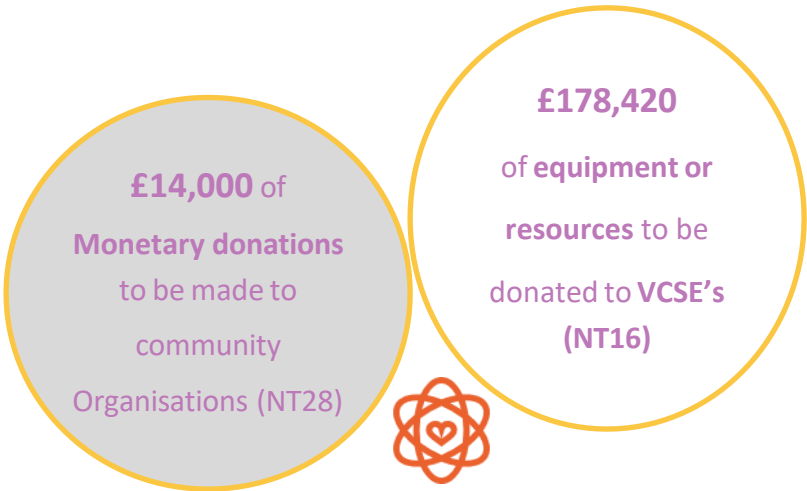 £14,000 of
Monetary donations
to be made to
community
Organisations (NT28)
£178,420
of equipment or
resources to be
donated to VCSE’s
(NT16)